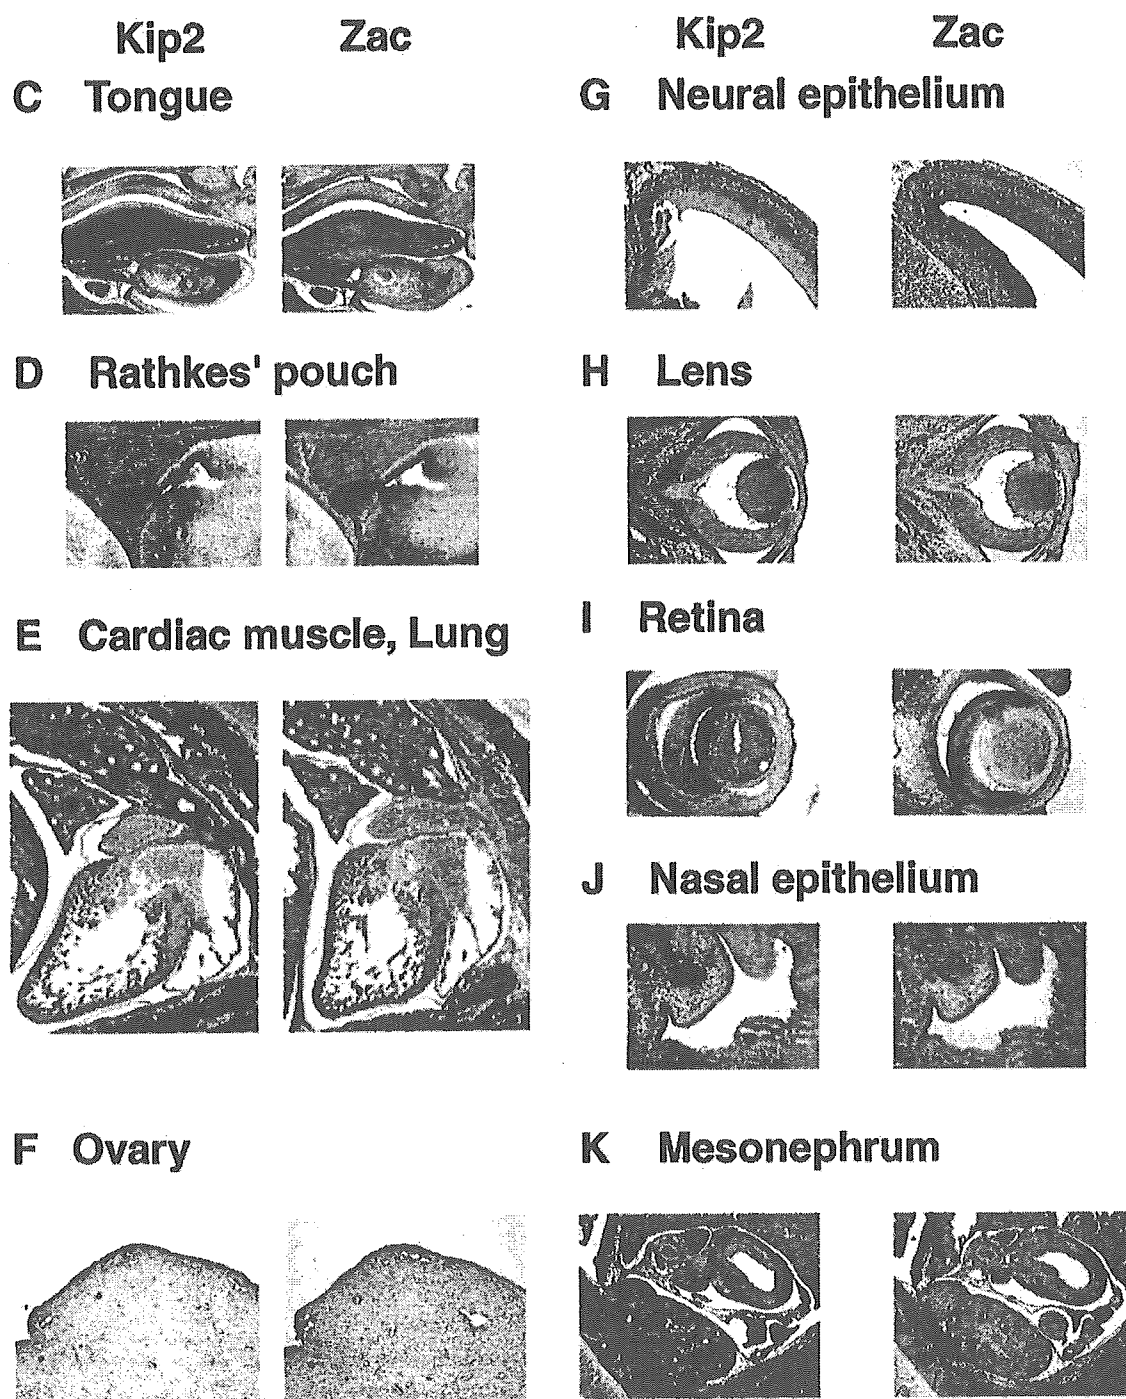 Kip2 Zac
C Tongue
D Rathkes' pouch
E Cardiac muscle, Lung
F Ovary
Kip2 Zac
G Neural epithelium
H Lens
I Retina
J Nasal epithelium
K Mesonephrum